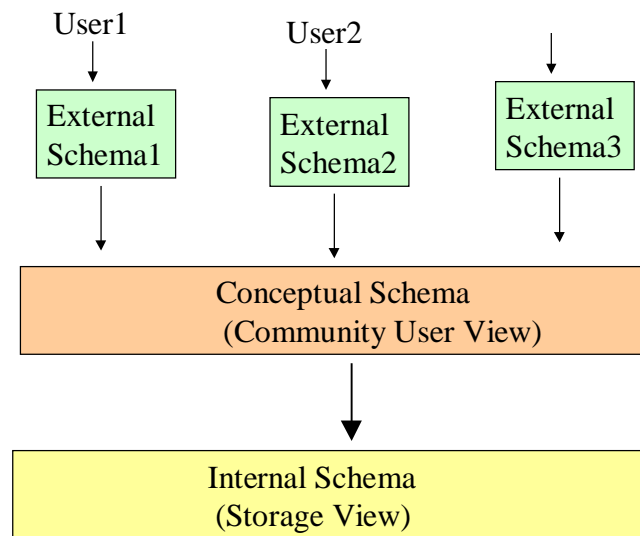 User1
User2
External
Schema1
External
Schema2
External
Schema3
Conceptual Schema
(Community User View)
Internal Schema
(Storage View)